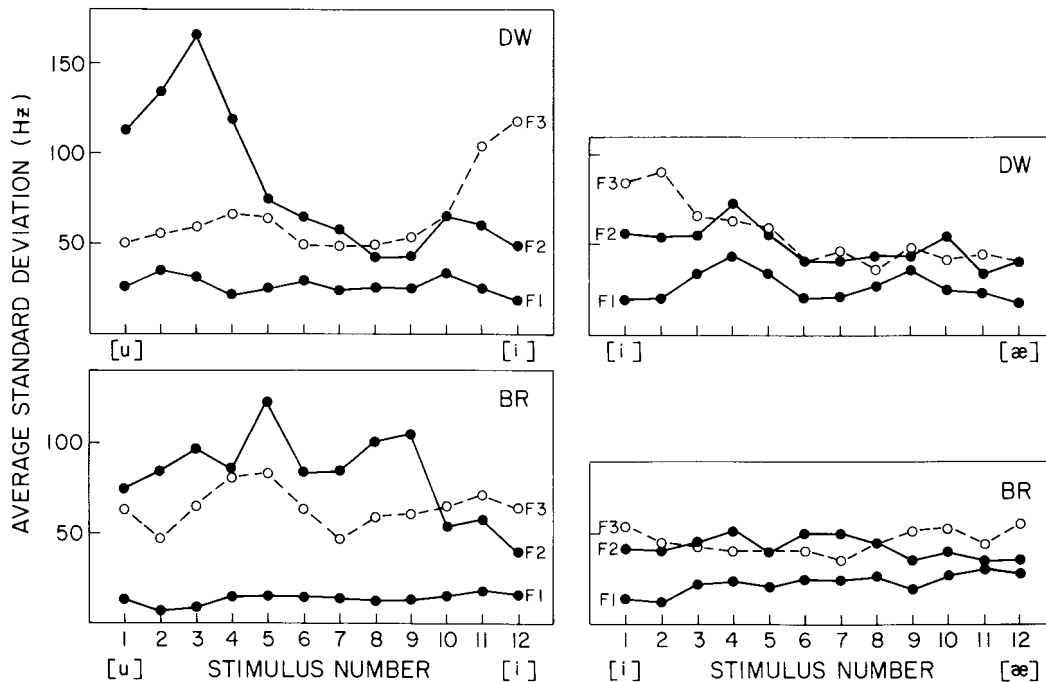 AVERAGE STANDARD DEVIATION (Hz)
DW
150
100
50
F3
F2
F1
[u] [i]
DW
F3
F2
F1
[i] [æ]
BR
100
50
F3
F2
F1
1 2 3 4 5 6 7 8 9 10 11 12
[u] STIMULUS NUMBER [i]
BR
F3
F2
F1
1 2 3 4 5 6 7 8 9 10 11 12
[i] STIMULUS NUMBER [æ]